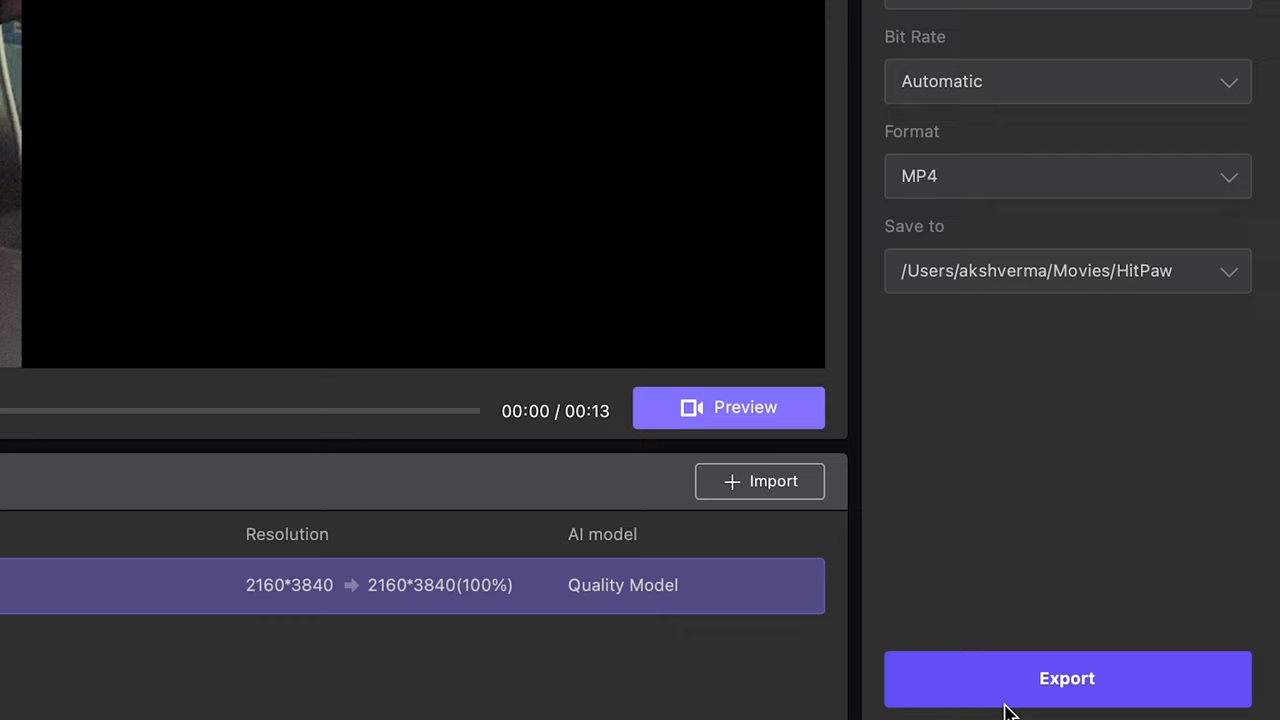 Bit Rate
Automatic
Format
MP4
Save to
/Users/akshverma/Movies/HitPaw
00:00 / 00:13
Preview
Import
Resolution
AI model
2160*3840 2160*3840(100%)
Quality Model
Export